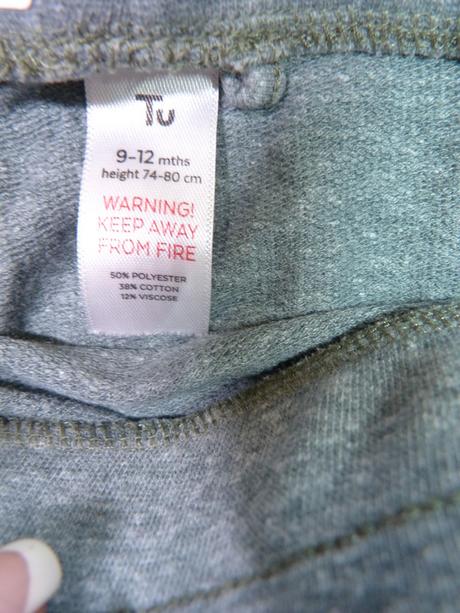 Tu
9-12 mths
height 74-80 cm
WARNING!
KEEP AWAY
FROM FIRE
50% POLYESTER
38% COTTON
12% VISCOSE